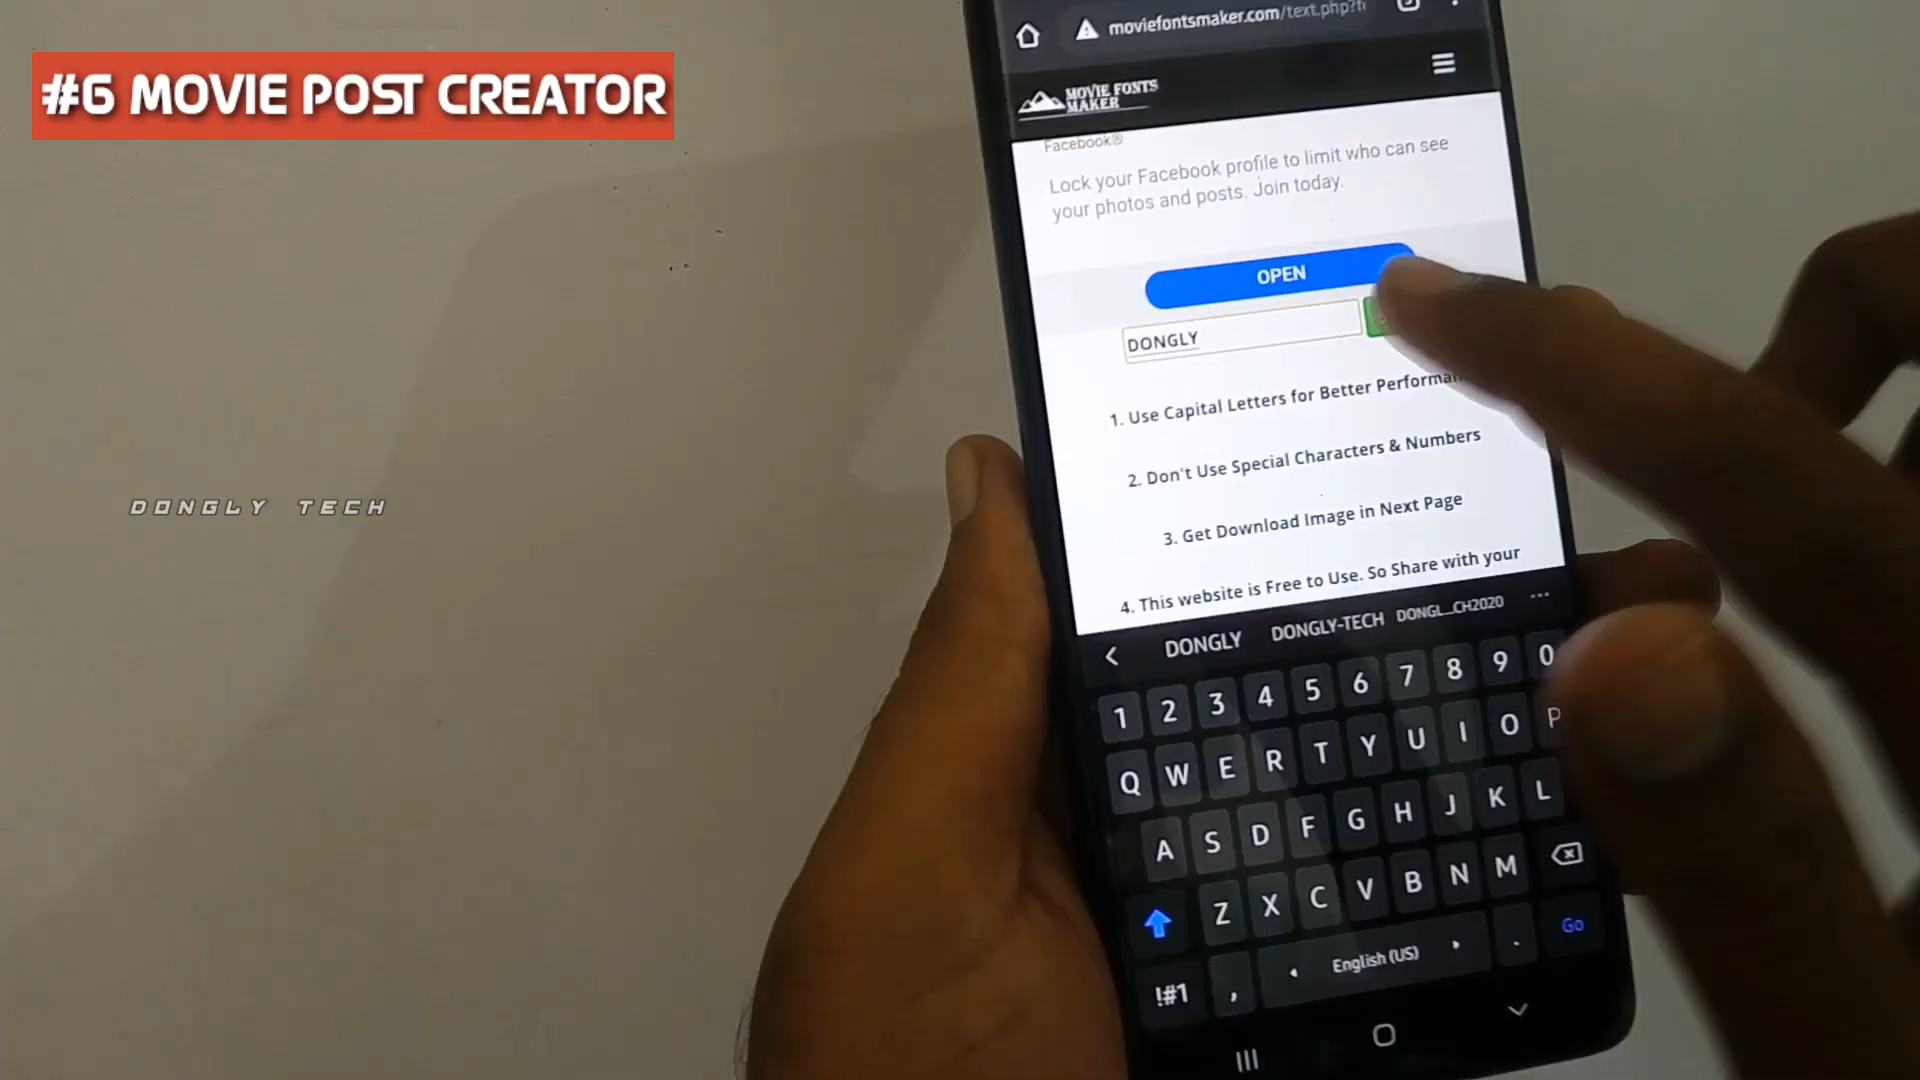 #6 MOVIE POST CREATOR
moviefontsmaker.com/text.php?
MOVIE FONTS
MAKER
Facebook®
Lock your Facebook profile to limit who can see
your photos and posts. Join today.
OPEN
DONGLY
1. Use Capital Letters for Better
2. Don't Use Special Characters & Numbers
3. Get Download Image in Next Page
4. This website is Free to Use. So Share with your
DONGLY TECH
DONGLY DONGLY-TECH DONGL...CH2020 ...
1 2 3 4 5 6 7 8 9 0
Q W E R T Y U I O P
A S D F G H J K L
Z X C V B N M
!#1 , English (US) . Go